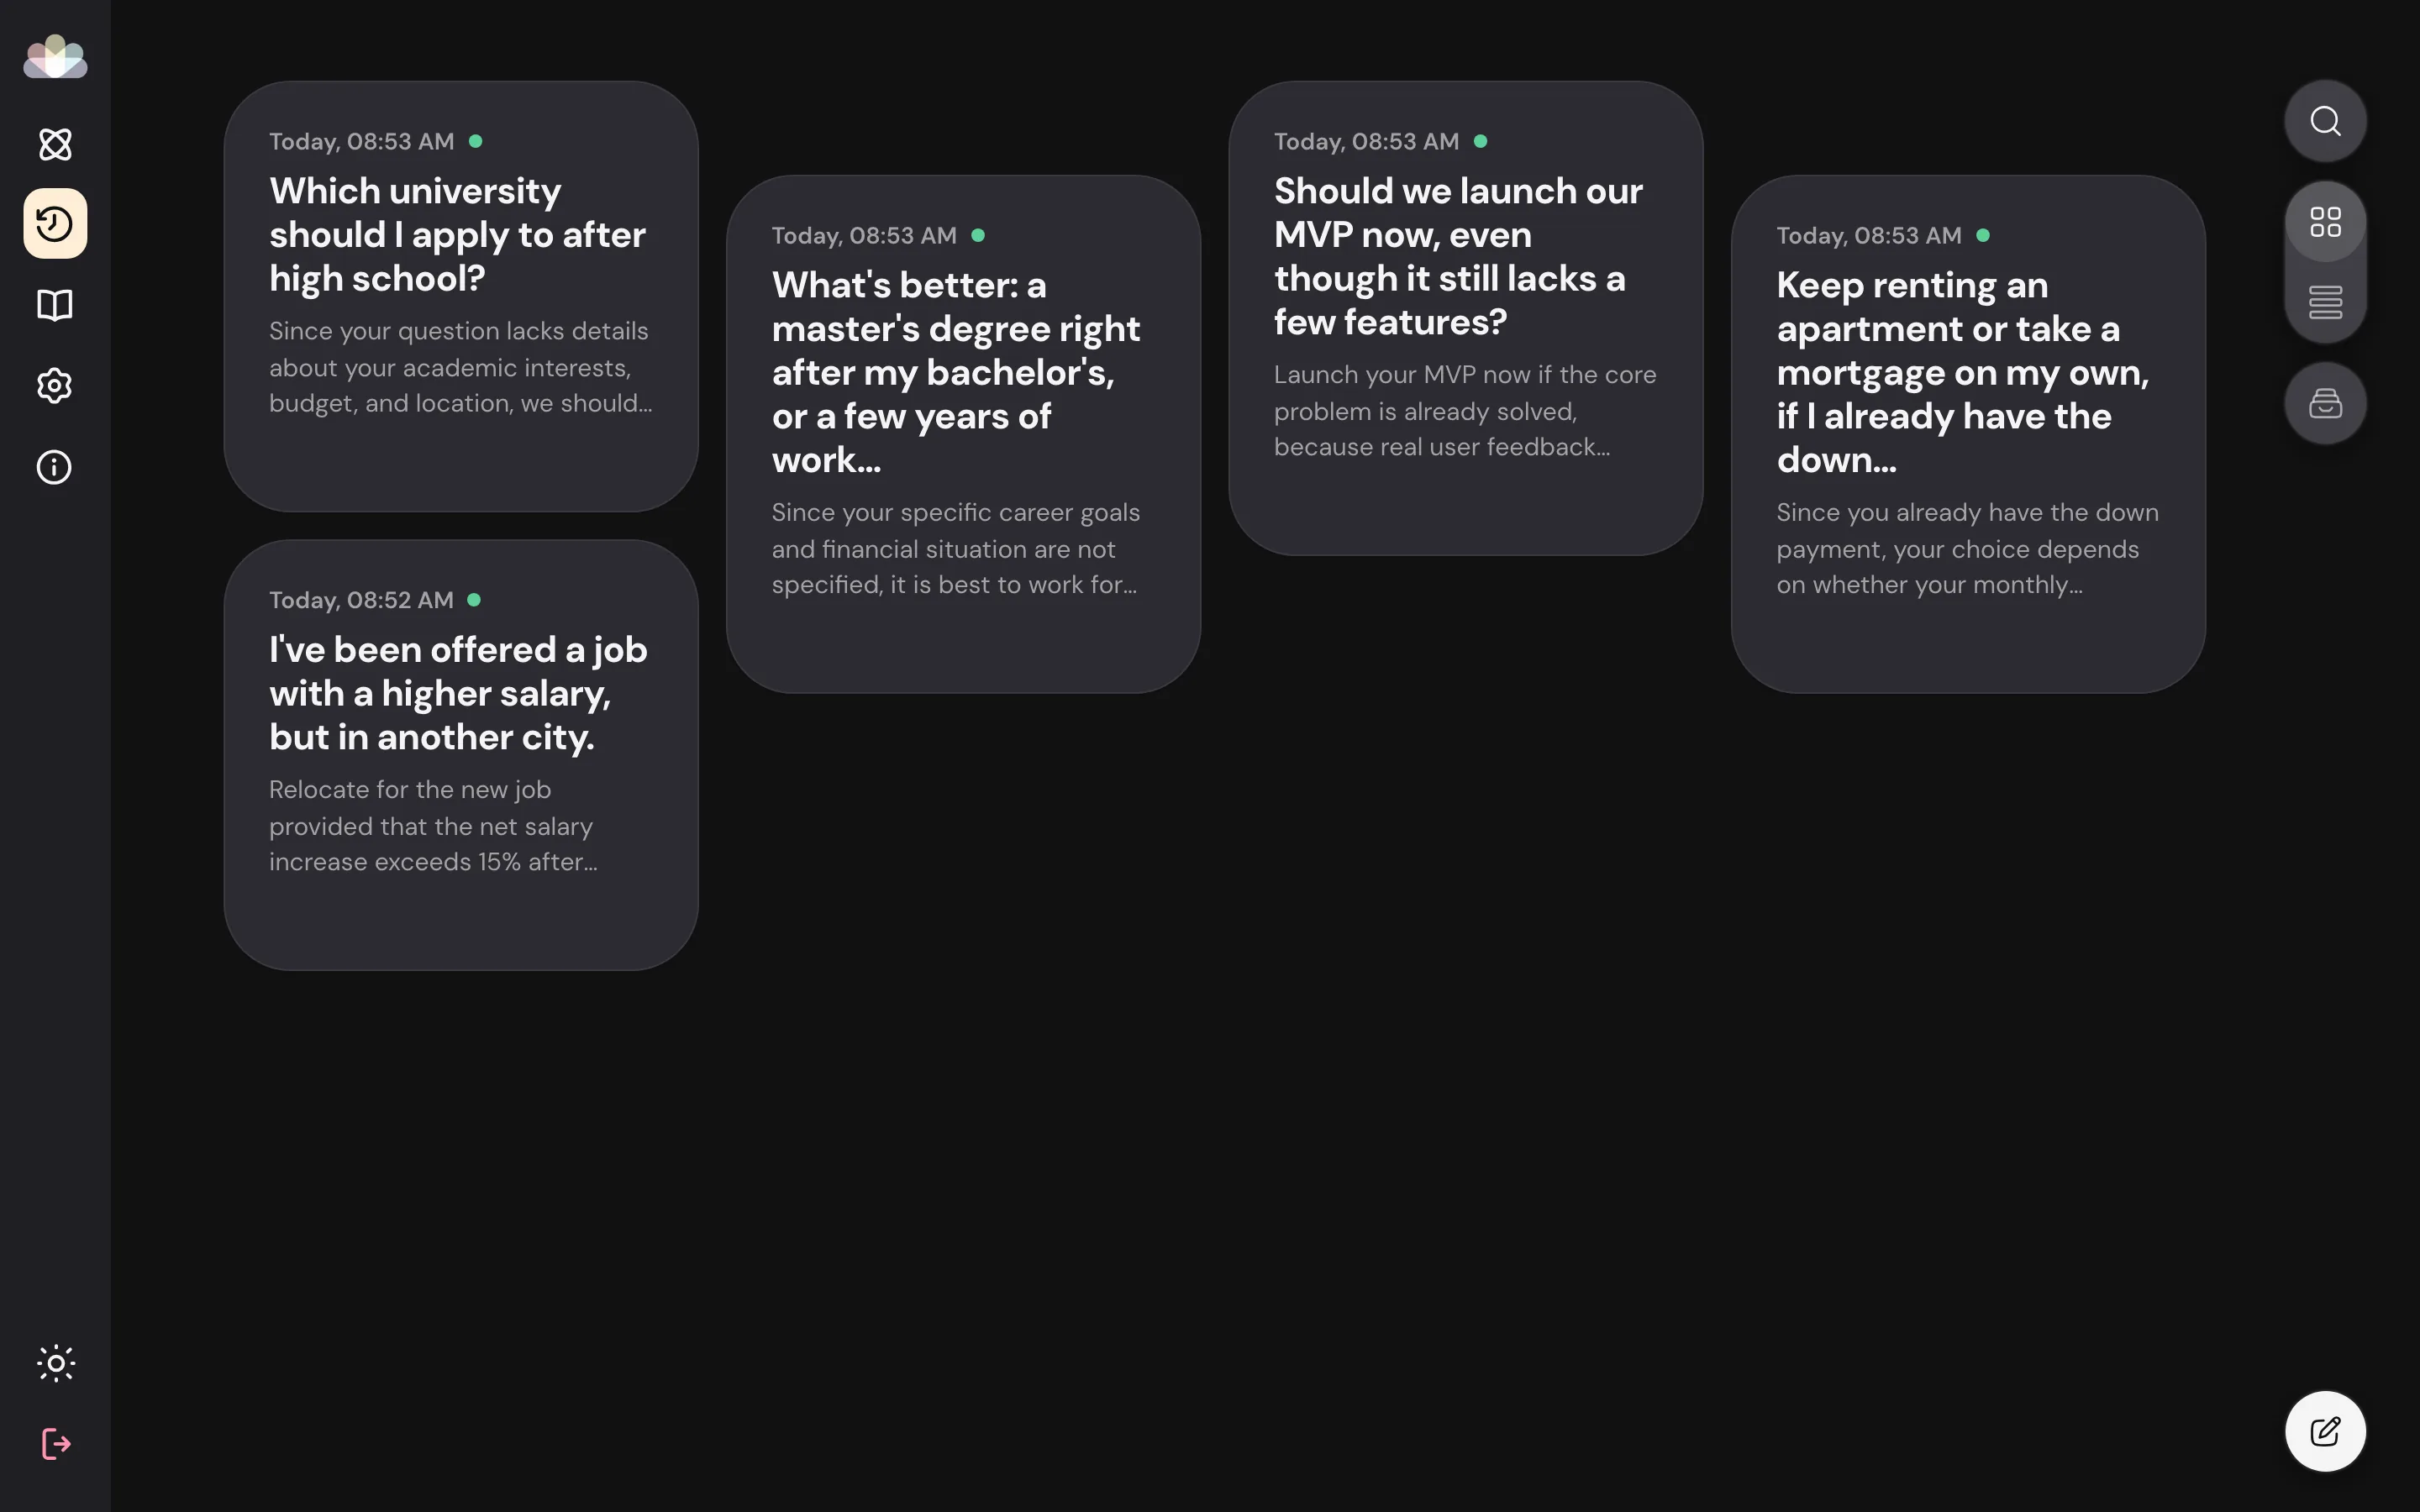 Today, 08:53 AM
Which university
should I apply to after
high school?
Since your question lacks details
about your academic interests,
budget, and location, we should...
Today, 08:53 AM
What's better: a
master's degree right
after my bachelor's,
or a few years of
work...
Since your specific career goals
and financial situation are not
specified, it is best to work for...
Today, 08:53 AM
Should we launch our
MVP now, even
though it still lacks a
few features?
Launch your MVP now if the core
problem is already solved,
because real user feedback...
Today, 08:53 AM
Keep renting an
apartment or take a
mortgage on my own,
if I already have the
down...
Since you already have the down
payment, your choice depends
on whether your monthly...
Today, 08:52 AM
I've been offered a job
with a higher salary,
but in another city.
Relocate for the new job
provided that the net salary
increase exceeds 15% after...